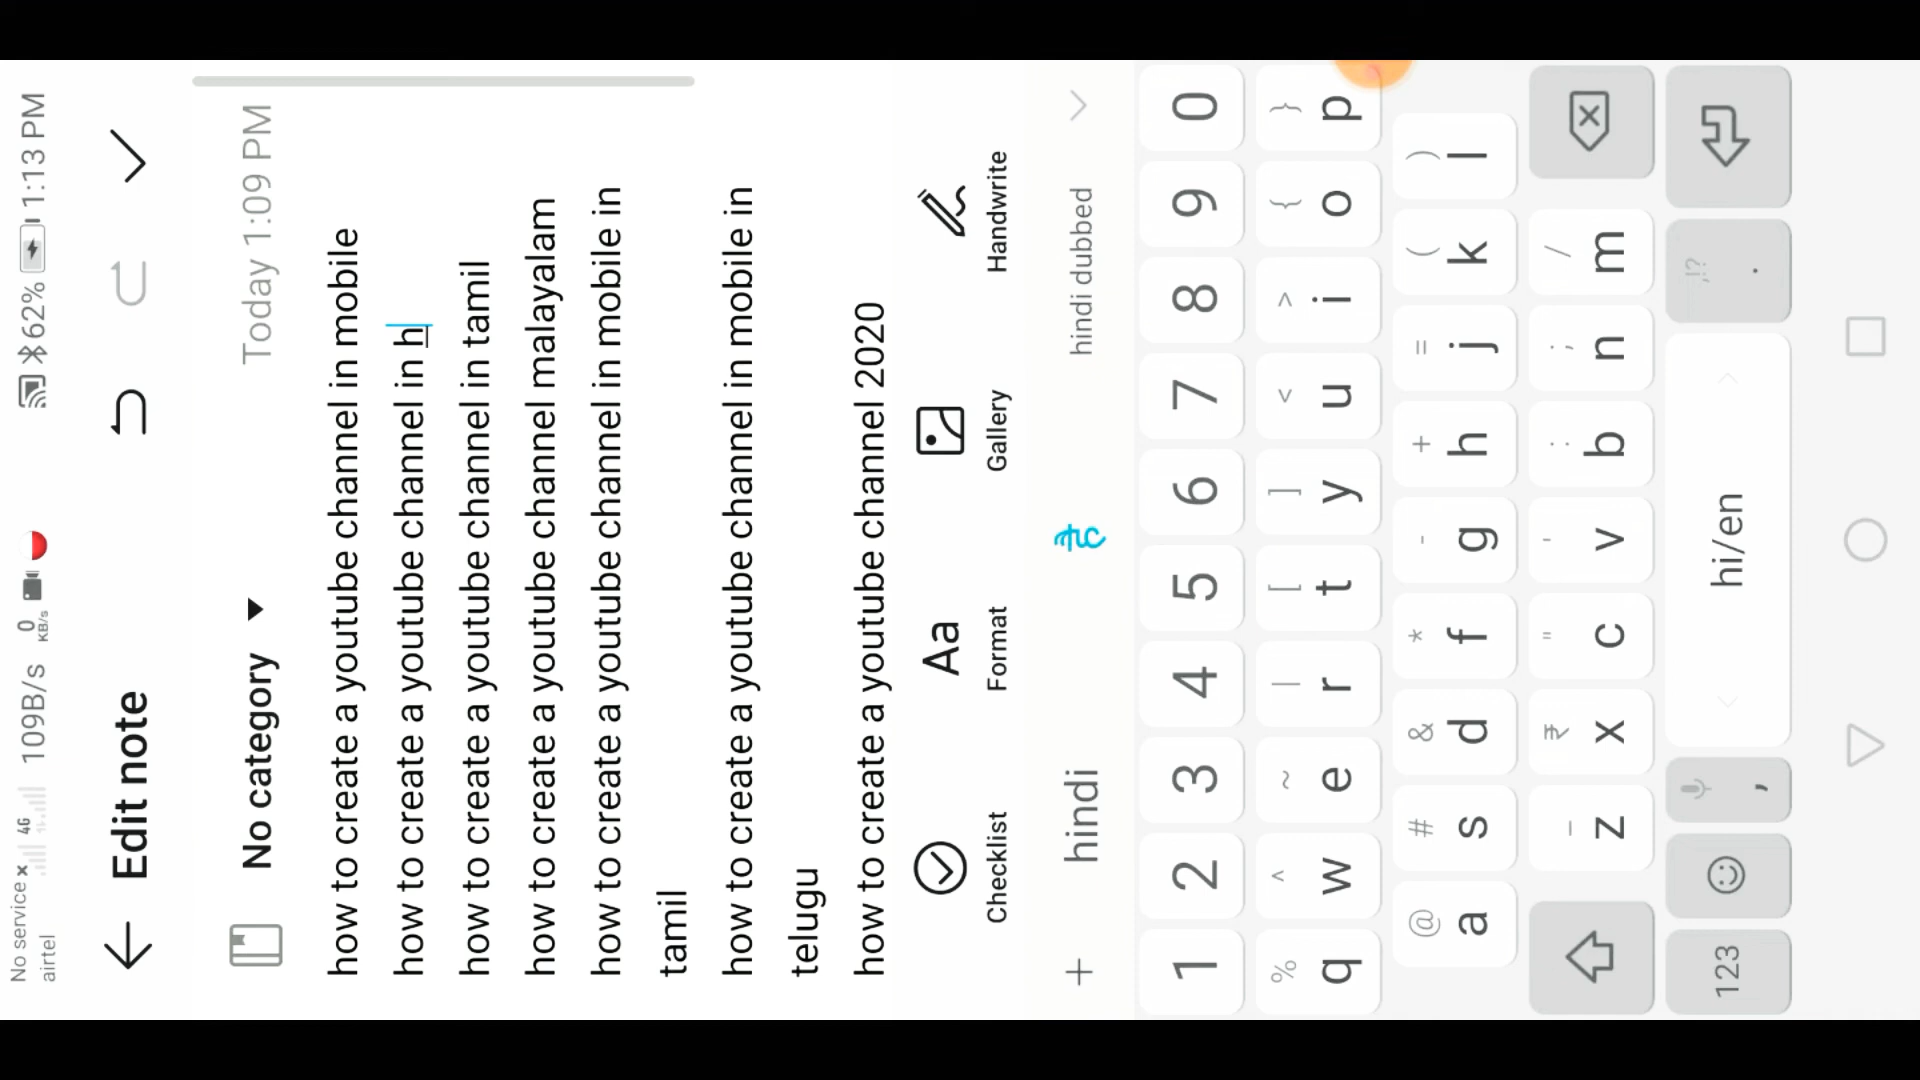 No service 4G 109B/s 0 KB/s 62% 1:13 PM
airtel
Edit note
No category Today 1:09 PM
how to create a youtube channel in mobile
how to create a youtube channel in h
how to create a youtube channel in tamil
how to create a youtube channel malayalam
how to create a youtube channel in mobile in
tamil
how to create a youtube channel in mobile in
telugu
how to create a youtube channel 2020
Checklist Aa Format Gallery Handwrite
+ hindi हिं hindi dubbed
1 2 3 4 5 6 7 8 9 0
% ^ ~ | [ ] < > { }
q w e r t y u i o p
@ # & * - + = ( )
a s d f g h j k l
_ ₹ " ' : ; /
z x c v b n m
123 , hi/en . ,!?